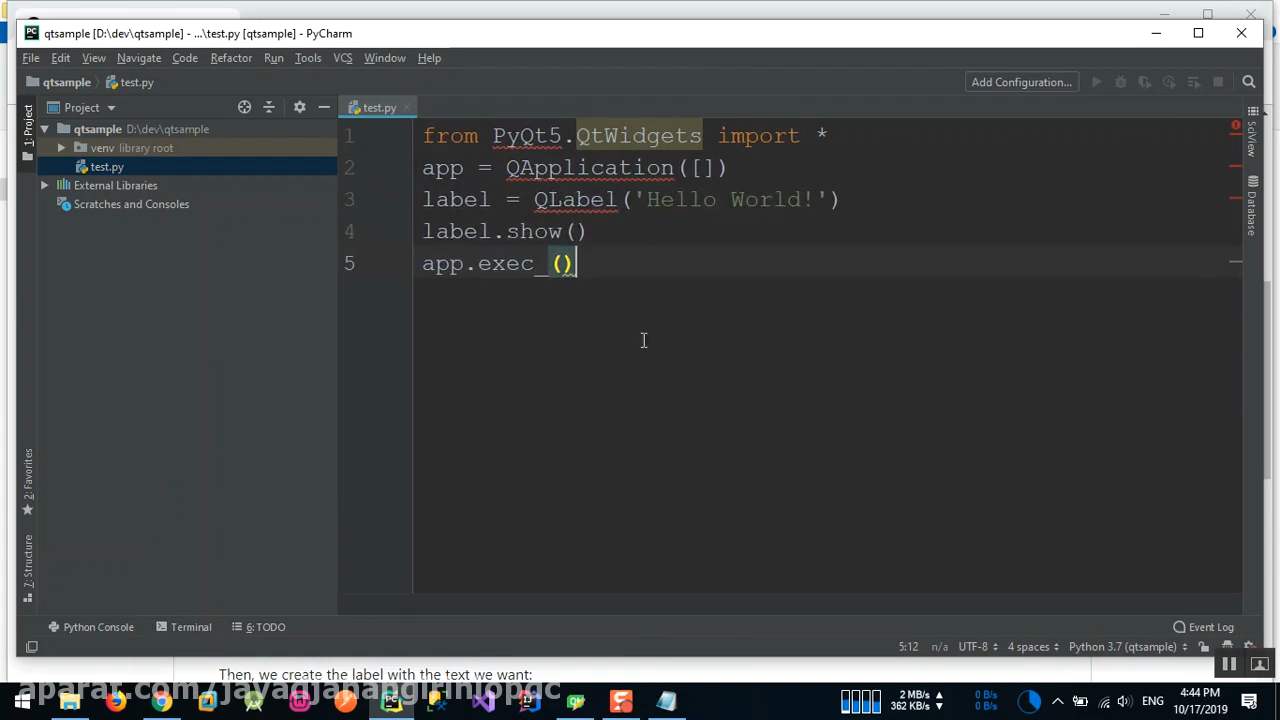 qtsample [D:\dev\qtsample] - ...\test.py [qtsample] - PyCharm
File Edit View Navigate Code Refactor Run Tools VCS Window Help
qtsample test.py Add Configuration...
1: Project
Project
test.py
qtsample D:\dev\qtsample
venv library root
test.py
External Libraries
Scratches and Consoles
1 from PyQt5.QtWidgets import *
2 app = QApplication([])
3 label = QLabel('Hello World!')
4 label.show()
5 app.exec_()
SciView
Database
2: Favorites
7: Structure
Python Console Terminal 6: TODO Event Log
5:12 n/a UTF-8 4 spaces Python 3.7 (qtsample)
Then, we create the label with the text we want:
2 MB/s 0 B/s
362 KB/s 0 B/s
ENG
4:44 PM
10/17/2019